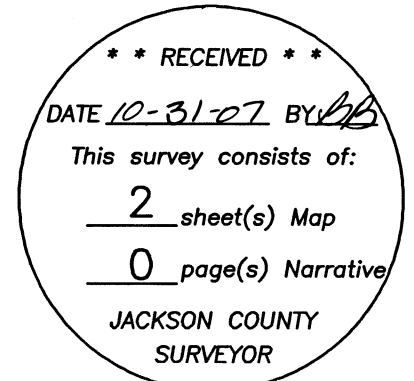 * * RECEIVED * *
DATE 10-31-07 BY BB
This survey consists of:
2 sheet(s) Map
0 page(s) Narrative
JACKSON COUNTY
SURVEYOR